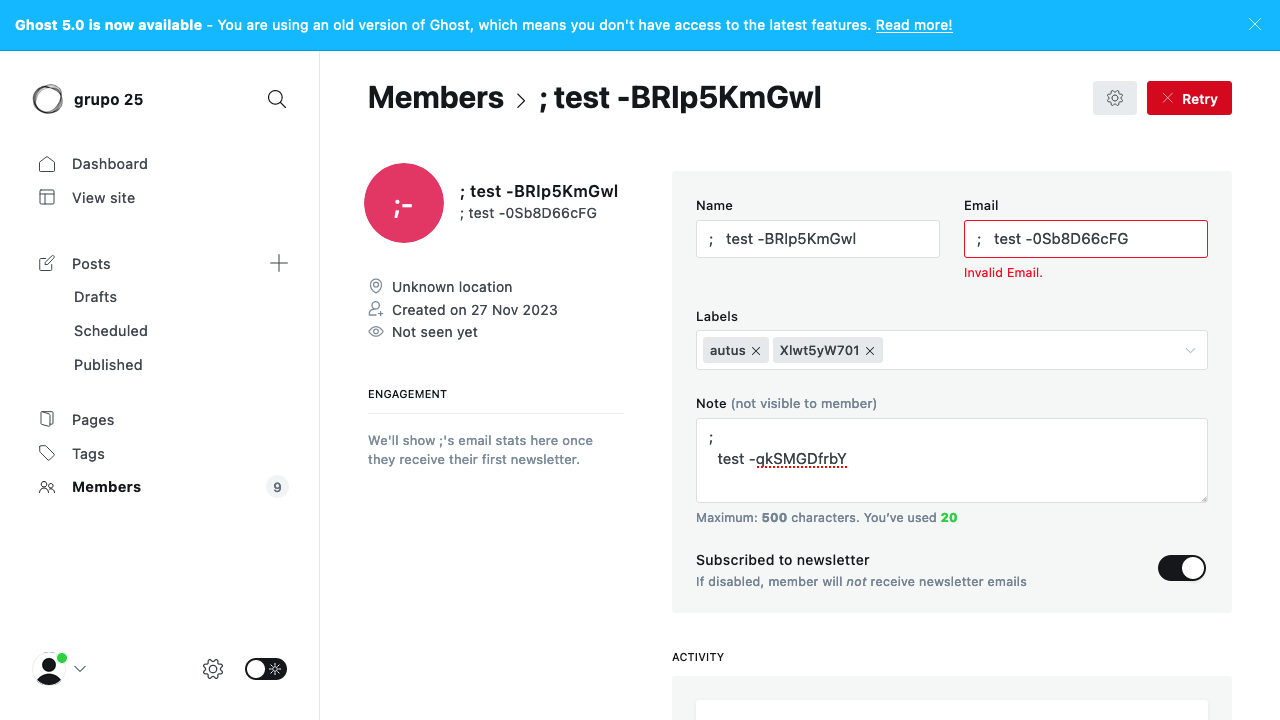 Ghost 5.0 is now available - You are using an old version of Ghost, which means you don't have access to the latest features. Read more!
grupo 25
Dashboard
View site
Posts
Drafts
Scheduled
Published
Pages
Tags
Members 9
Members > ; test -BRIp5KmGwl
Retry
;-
; test -BRIp5KmGwl
; test -0Sb8D66cFG
Unknown location
Created on 27 Nov 2023
Not seen yet
ENGAGEMENT
We'll show ;'s email stats here once
they receive their first newsletter.
Name
; test -BRIp5KmGwl
Email
; test -0Sb8D66cFG
Invalid Email.
Labels
autus × XIwt5yW701 ×
Note (not visible to member)
;
test -qkSMGDfrbY
Maximum: 500 characters. You've used 20
Subscribed to newsletter
If disabled, member will not receive newsletter emails
ACTIVITY